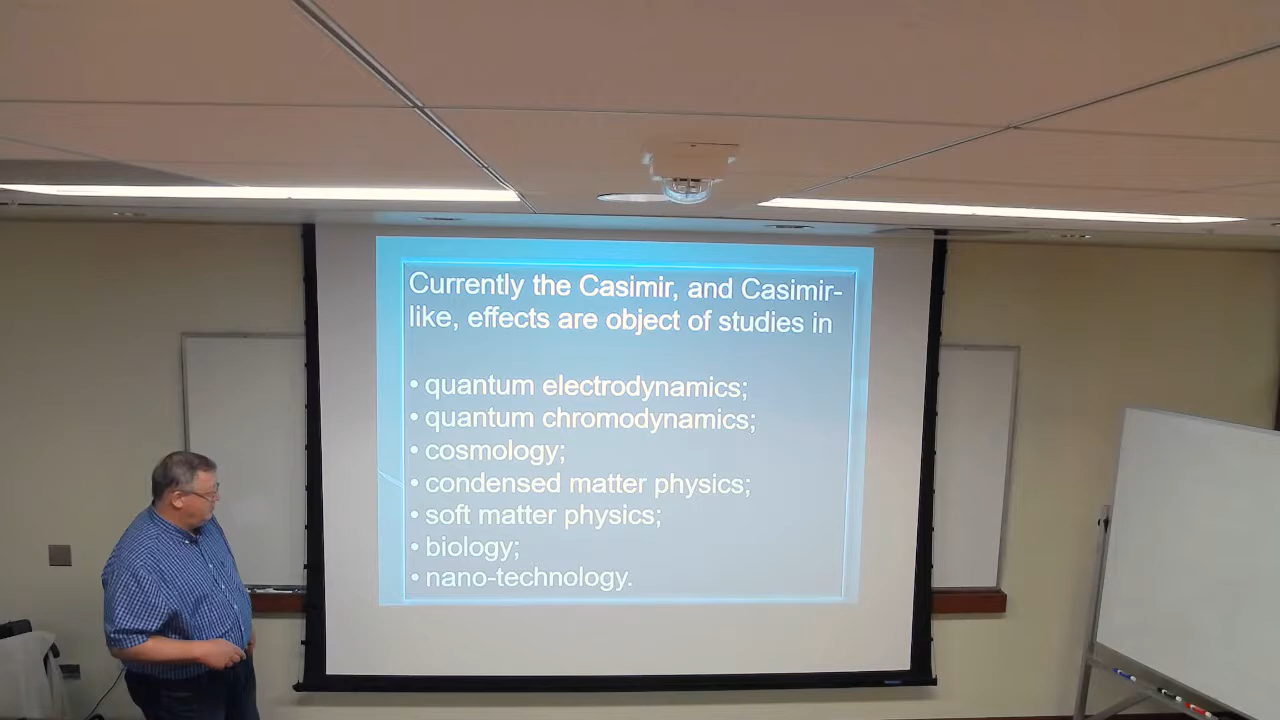 Currently the Casimir, and Casimir-
like, effects are object of studies in
• quantum electrodynamics;
• quantum chromodynamics;
• cosmology;
• condensed matter physics;
• soft matter physics;
• biology;
• nano-technology.